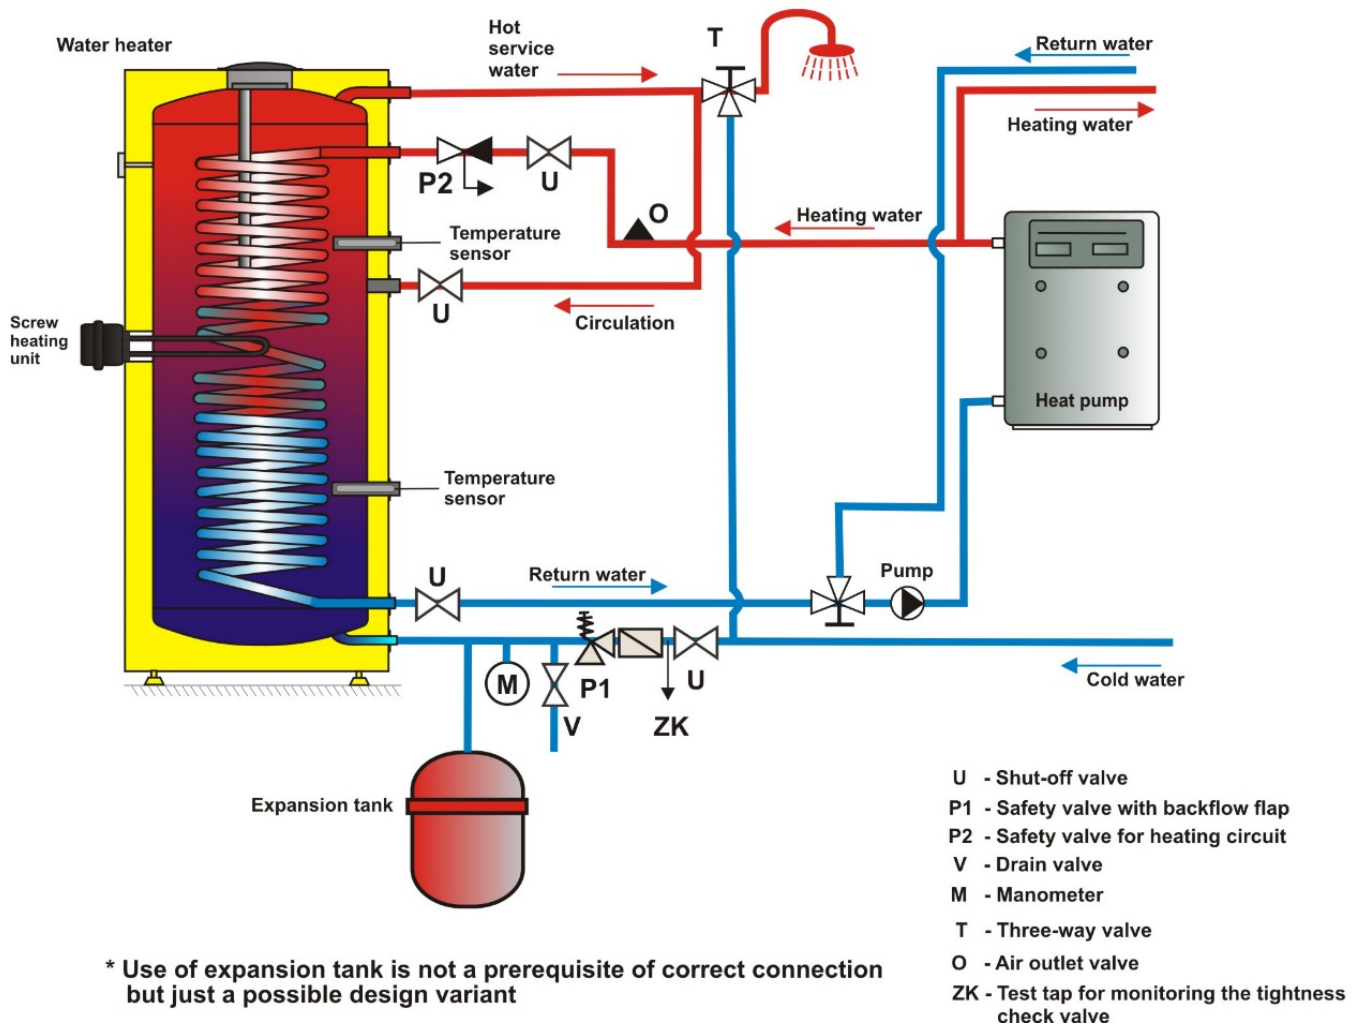 Water heater
Hot
service
water
T
Return water
Heating water
P2
U
O
Heating water
Temperature
sensor
U
Circulation
Screw
heating
unit
Heat pump
Temperature
sensor
U
Return water
Pump
M
V
P1
ZK
U
Cold water
Expansion tank
U - Shut-off valve
P1 - Safety valve with backflow flap
P2 - Safety valve for heating circuit
V - Drain valve
M - Manometer
T - Three-way valve
O - Air outlet valve
ZK - Test tap for monitoring the tightness
check valve
* Use of expansion tank is not a prerequisite of correct connection
but just a possible design variant